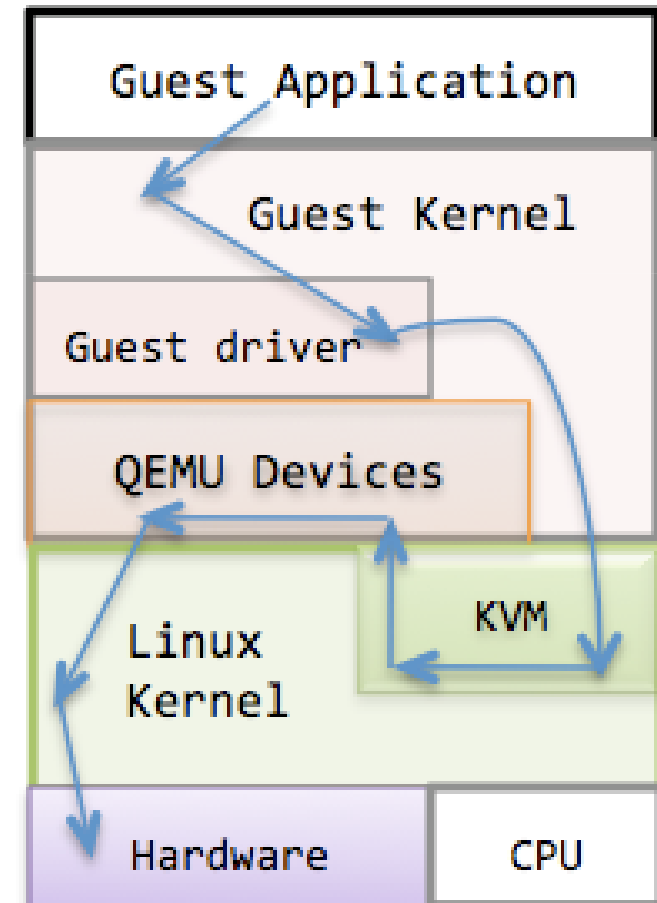 Guest Application
Guest Kernel
Guest driver
QEMU Devices
KVM
Linux
Kernel
Hardware
CPU